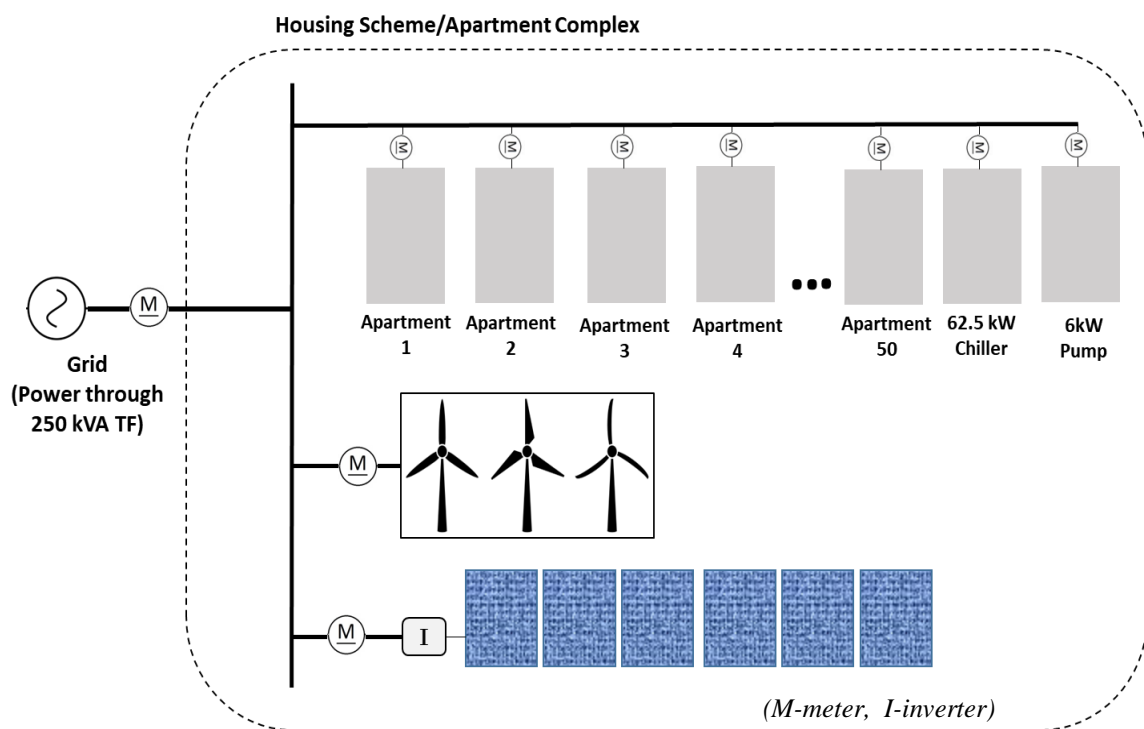 Housing Scheme/Apartment Complex
M M M M M M M
Apartment
1
Apartment
2
Apartment
3
Apartment
4
...
Apartment
50
62.5 kW
Chiller
6kW
Pump
M
Grid
(Power through
250 kVA TF)
M
M
I
(M-meter, I-inverter)